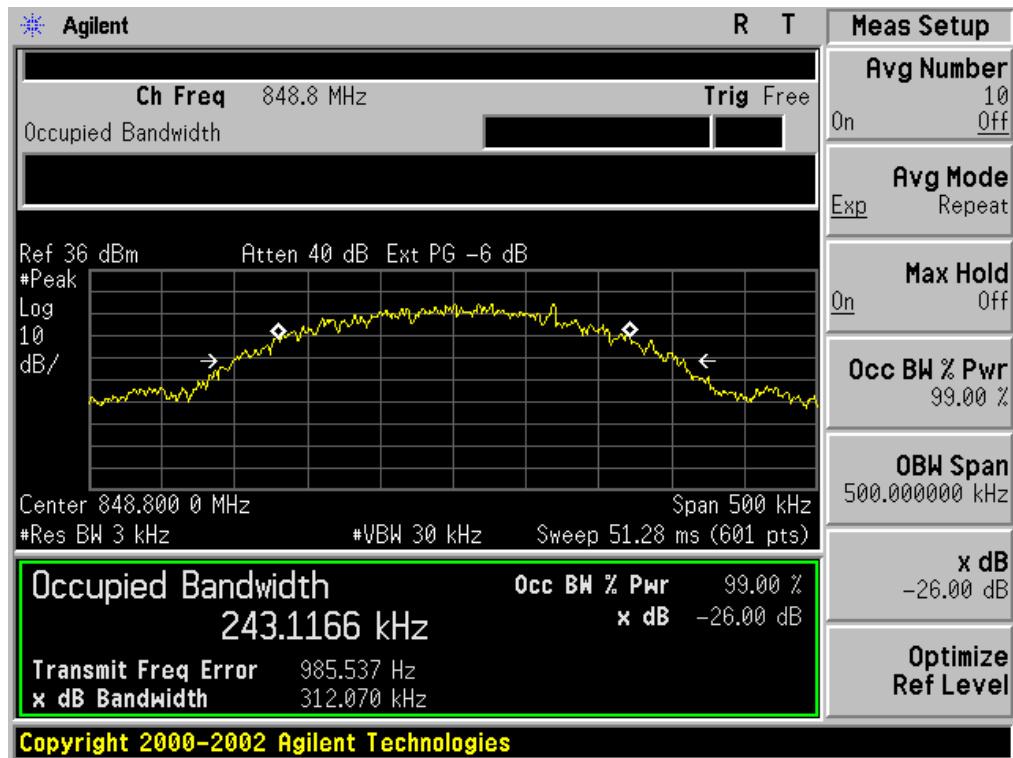 Agilent R T
Ch Freq 848.8 MHz Trig Free
Occupied Bandwidth
Ref 36 dBm Atten 40 dB Ext PG -6 dB
#Peak
Log
10
dB/
Center 848.800 0 MHz Span 500 kHz
#Res BW 3 kHz #VBW 30 kHz Sweep 51.28 ms (601 pts)
Occupied Bandwidth Occ BW % Pwr 99.00 %
243.1166 kHz x dB -26.00 dB
Transmit Freq Error 985.537 Hz
x dB Bandwidth 312.070 kHz
Copyright 2000-2002 Agilent Technologies
Meas Setup
Avg Number
10
On Off
Avg Mode
Exp Repeat
Max Hold
On Off
Occ BW % Pwr
99.00 %
OBW Span
500.000000 kHz
x dB
-26.00 dB
Optimize
Ref Level